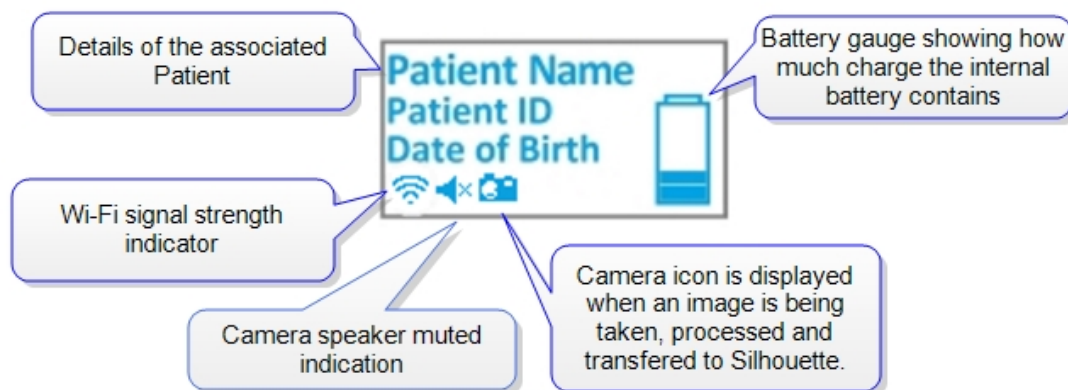 Details of the associated
Patient
Patient Name
Patient ID
Date of Birth
Battery gauge showing how
much charge the internal
battery contains
Wi-Fi signal strength
indicator
Camera speaker muted
indication
Camera icon is displayed
when an image is being
taken, processed and
transfered to Silhouette.